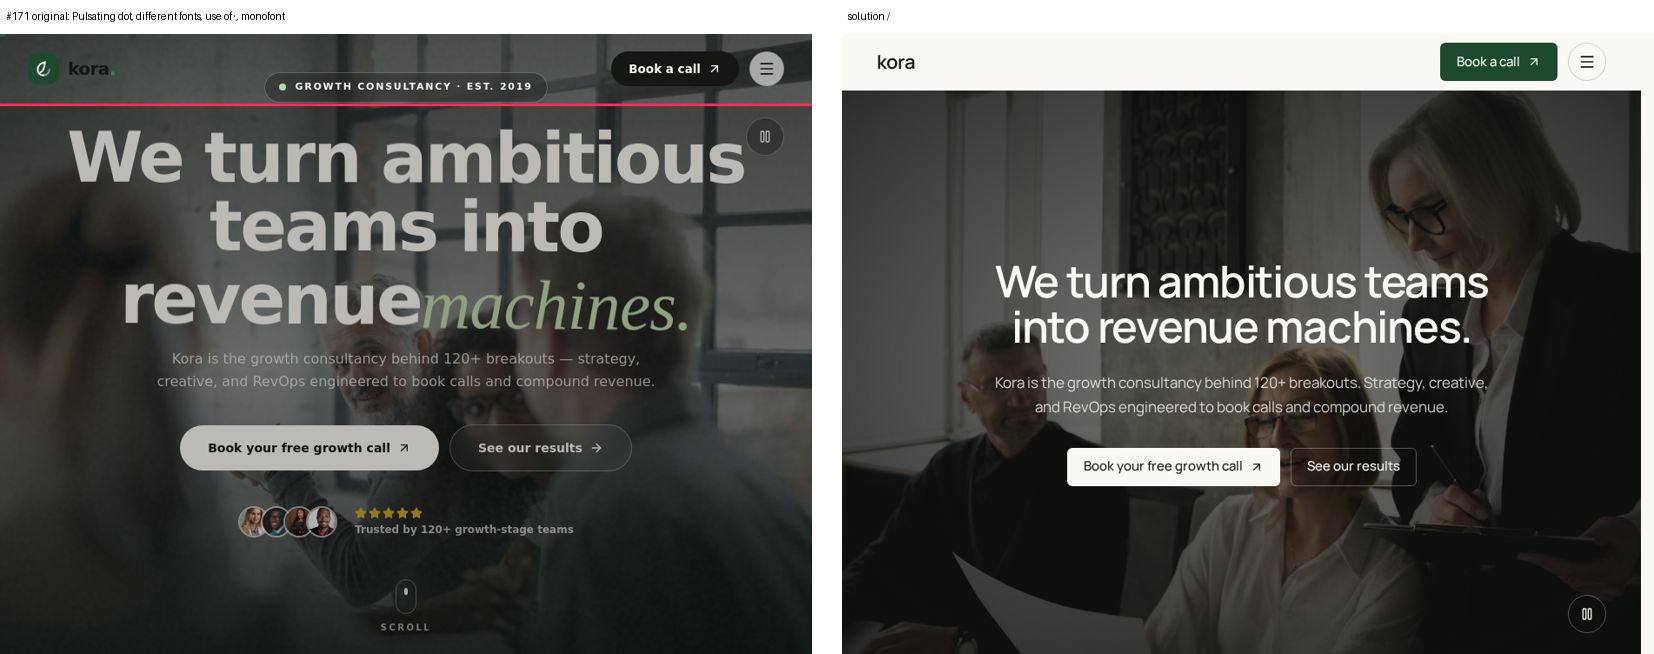 #171 original: Pulsating dot, different fonts, use of ·, monofont
solution /
kora.
Book a call
GROWTH CONSULTANCY · EST. 2019
We turn ambitious
teams into
revenue machines.
Kora is the growth consultancy behind 120+ breakouts — strategy,
creative, and RevOps engineered to book calls and compound revenue.
Book your free growth call
See our results
Trusted by 120+ growth-stage teams
SCROLL
kora
Book a call
We turn ambitious teams
into revenue machines.
Kora is the growth consultancy behind 120+ breakouts. Strategy, creative,
and RevOps engineered to book calls and compound revenue.
Book your free growth call
See our results